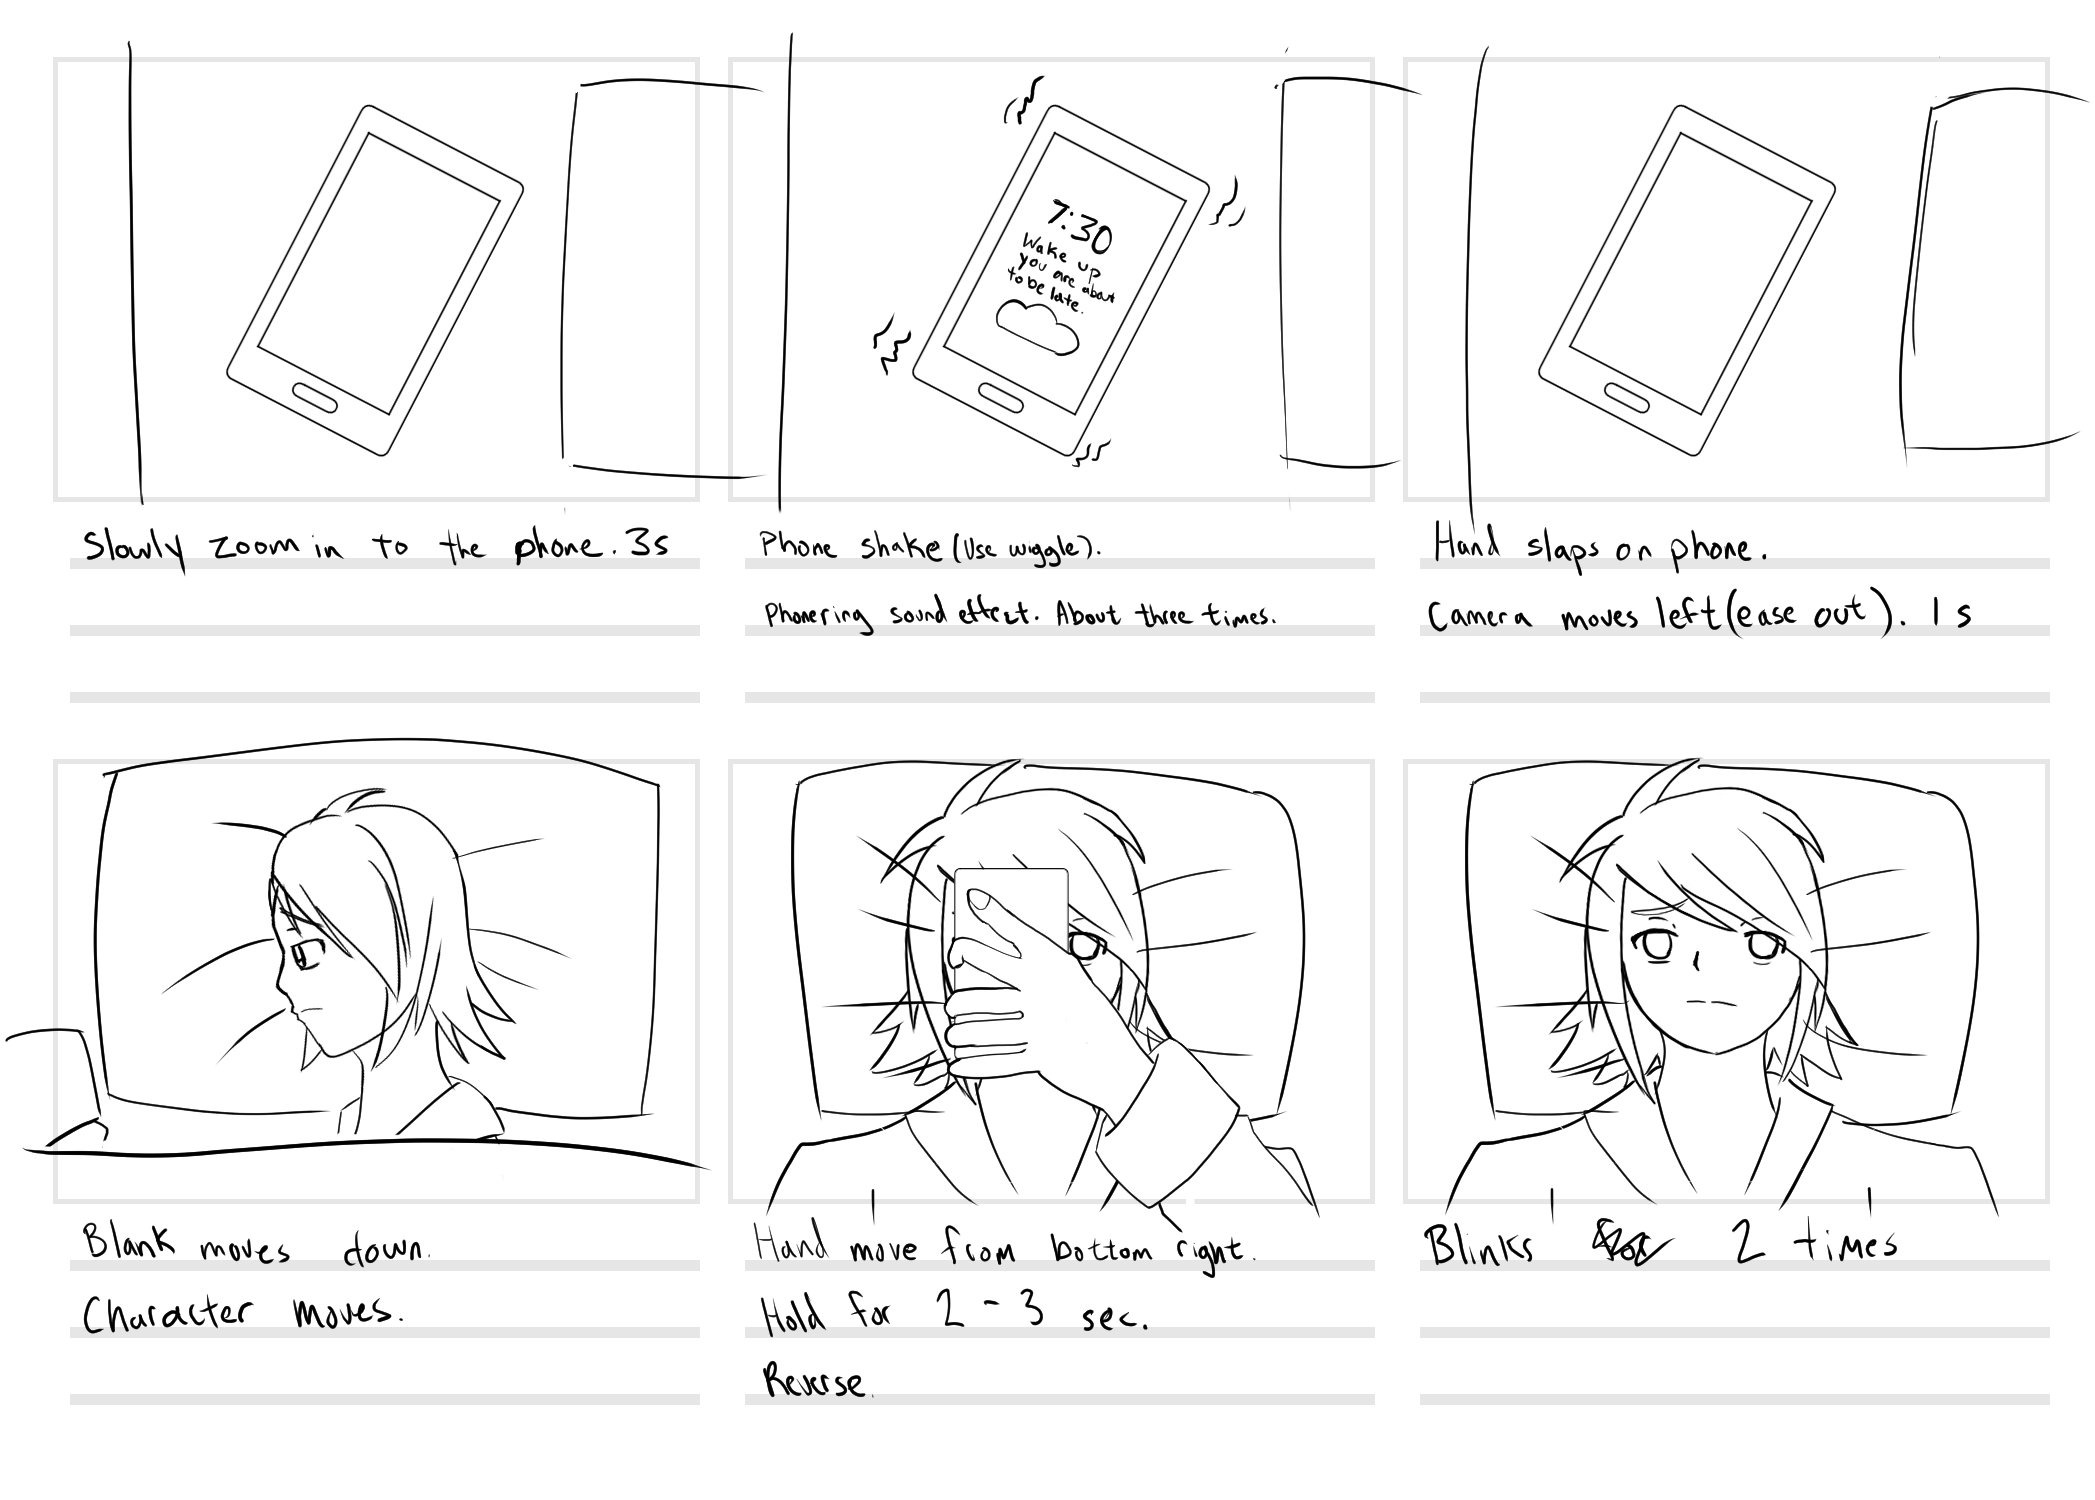 7:30
Wake up
you are about
to be late.
Slowly zoom in to the phone. 3s
Phone shake (Use wiggle).
Phonering sound effect. About three times.
Hand slaps on phone.
Camera moves left (ease out). 1 s
Blank moves down.
Character moves.
Hand move from bottom right.
Hold for 2 - 3 sec.
Reverse.
Blinks 2 times